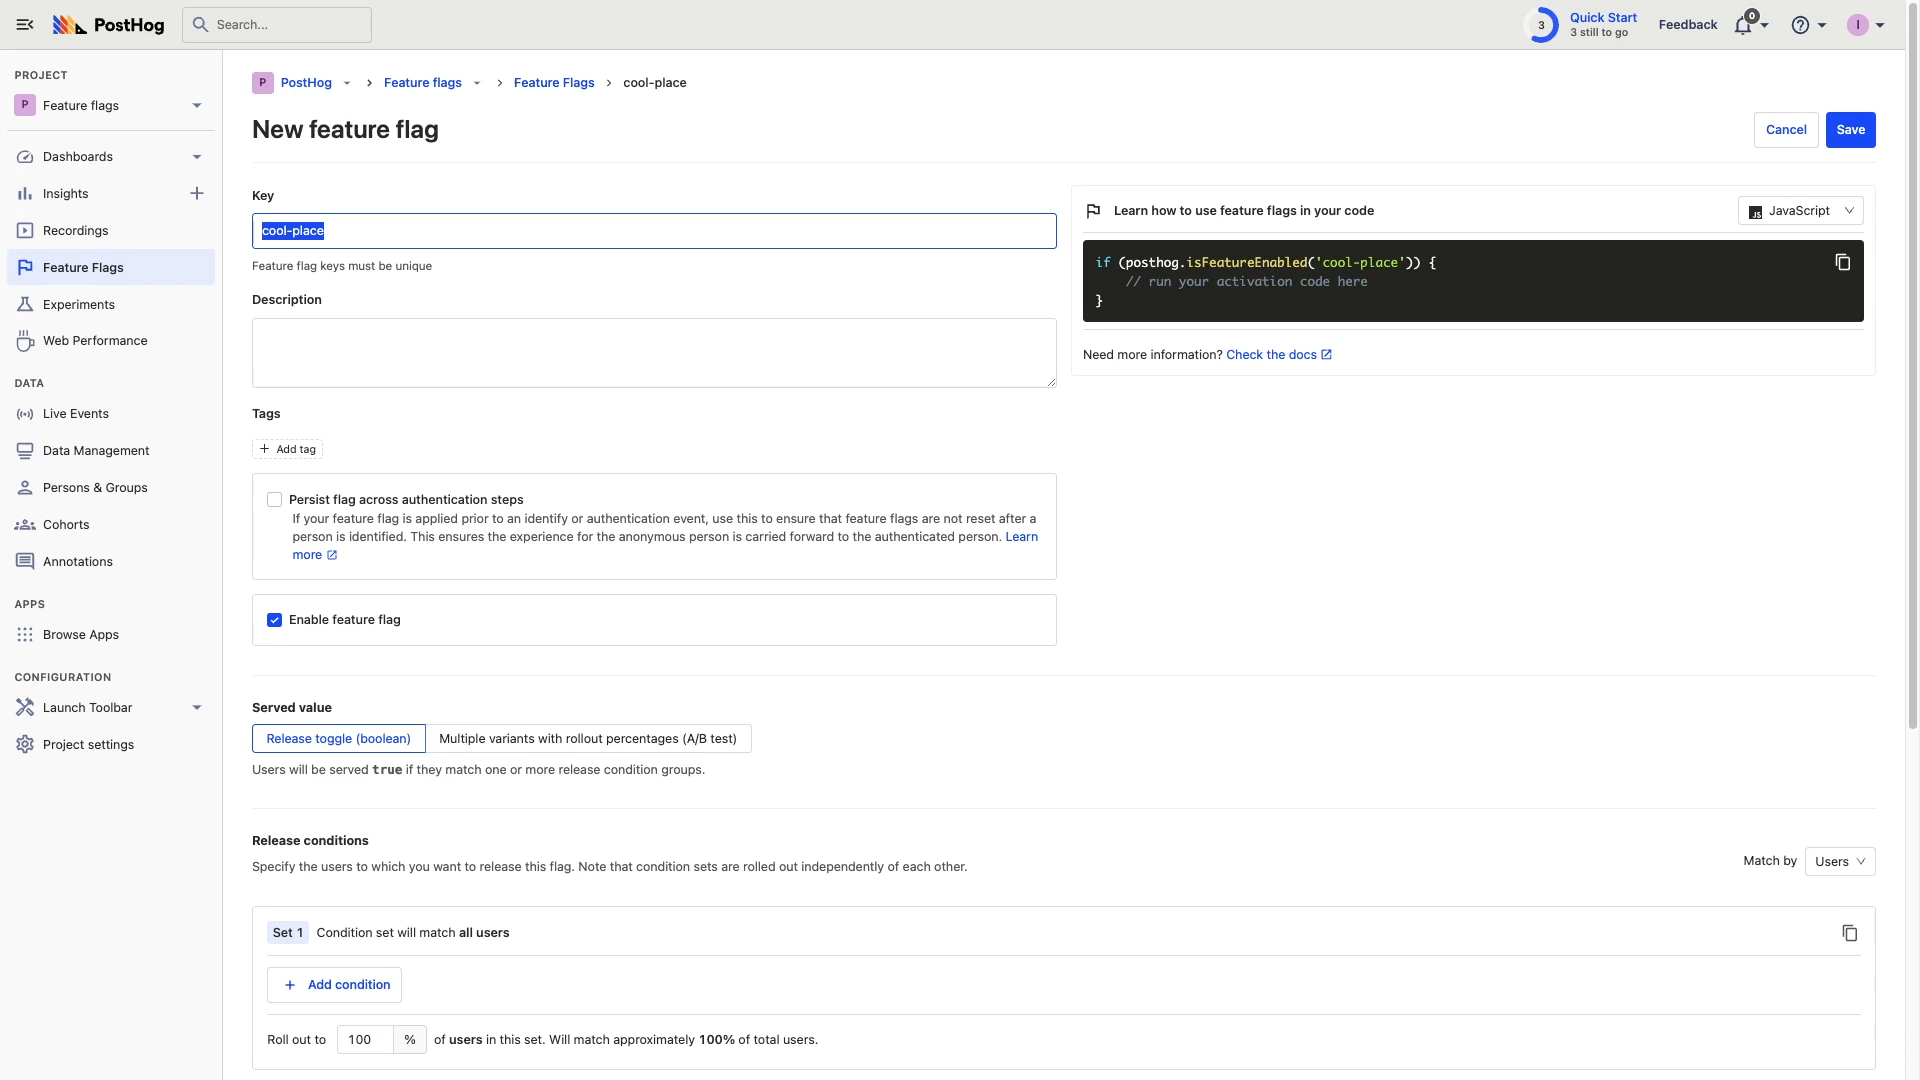 PostHog
Search...
3
Quick Start
3 still to go
Feedback
0
I
PROJECT
P Feature flags
Dashboards
Insights
Recordings
Feature Flags
Experiments
Web Performance
DATA
Live Events
Data Management
Persons & Groups
Cohorts
Annotations
APPS
Browse Apps
CONFIGURATION
Launch Toolbar
Project settings
P PostHog > Feature flags > Feature Flags > cool-place
New feature flag
Cancel
Save
Key
cool-place
Feature flag keys must be unique
Description
Tags
+ Add tag
Persist flag across authentication steps
If your feature flag is applied prior to an identify or authentication event, use this to ensure that feature flags are not reset after a
person is identified. This ensures the experience for the anonymous person is carried forward to the authenticated person. Learn
more
Enable feature flag
Learn how to use feature flags in your code
JS JavaScript
if (posthog.isFeatureEnabled('cool-place')) {
// run your activation code here
}
Need more information? Check the docs
Served value
Release toggle (boolean)
Multiple variants with rollout percentages (A/B test)
Users will be served true if they match one or more release condition groups.
Release conditions
Specify the users to which you want to release this flag. Note that condition sets are rolled out independently of each other.
Match by Users
Set 1 Condition set will match all users
+ Add condition
Roll out to 100 % of users in this set. Will match approximately 100% of total users.